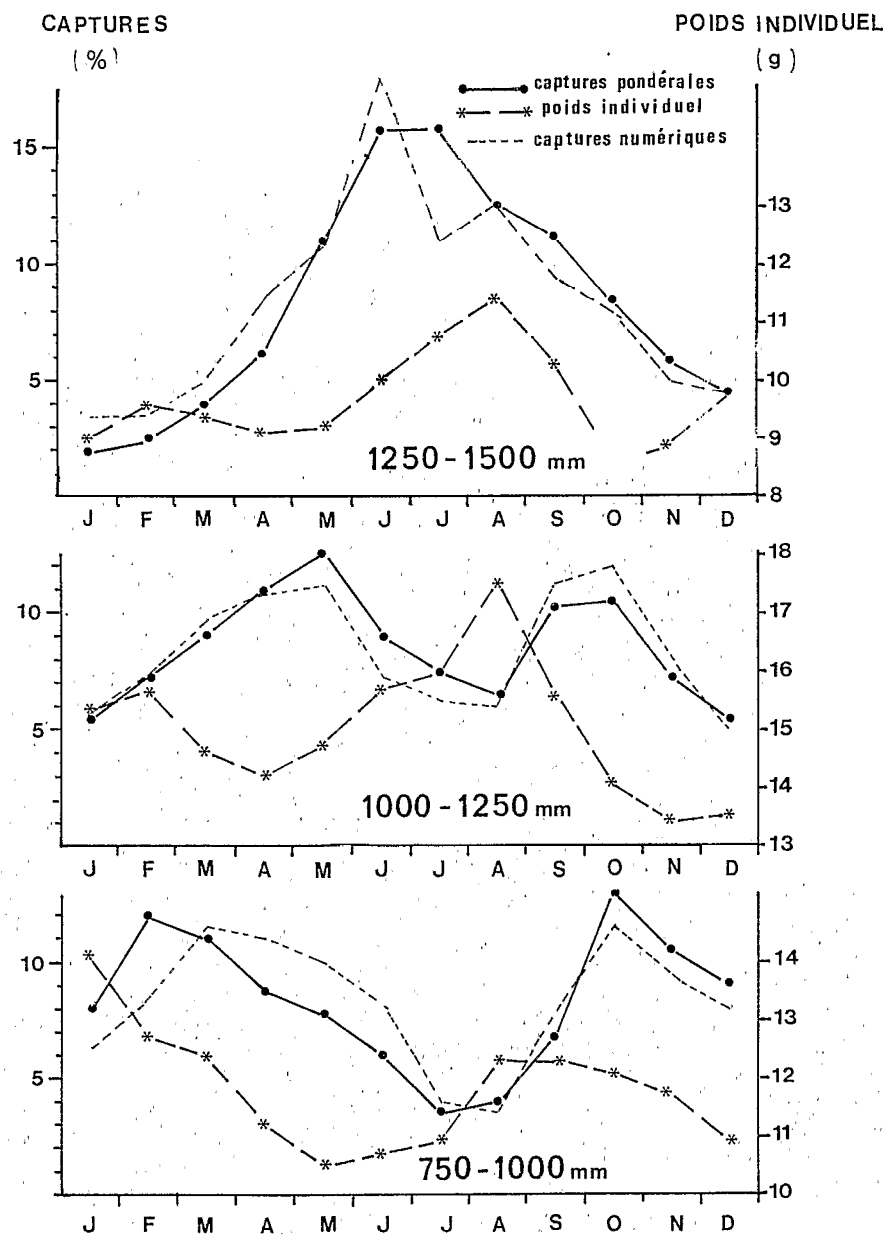 CAPTURES
(%)
POIDS INDIVIDUEL
(g)
captures pondérales
poids individuel
captures numériques
15
10
5
13
12
11
10
9
8
1250-1500 mm
J F M A M J J A S O N D
10
5
18
17
16
15
14
13
1000-1250 mm
J F M A M J J A S O N D
10
5
14
13
12
11
10
750-1000 mm
J F M A M J J A S O N D